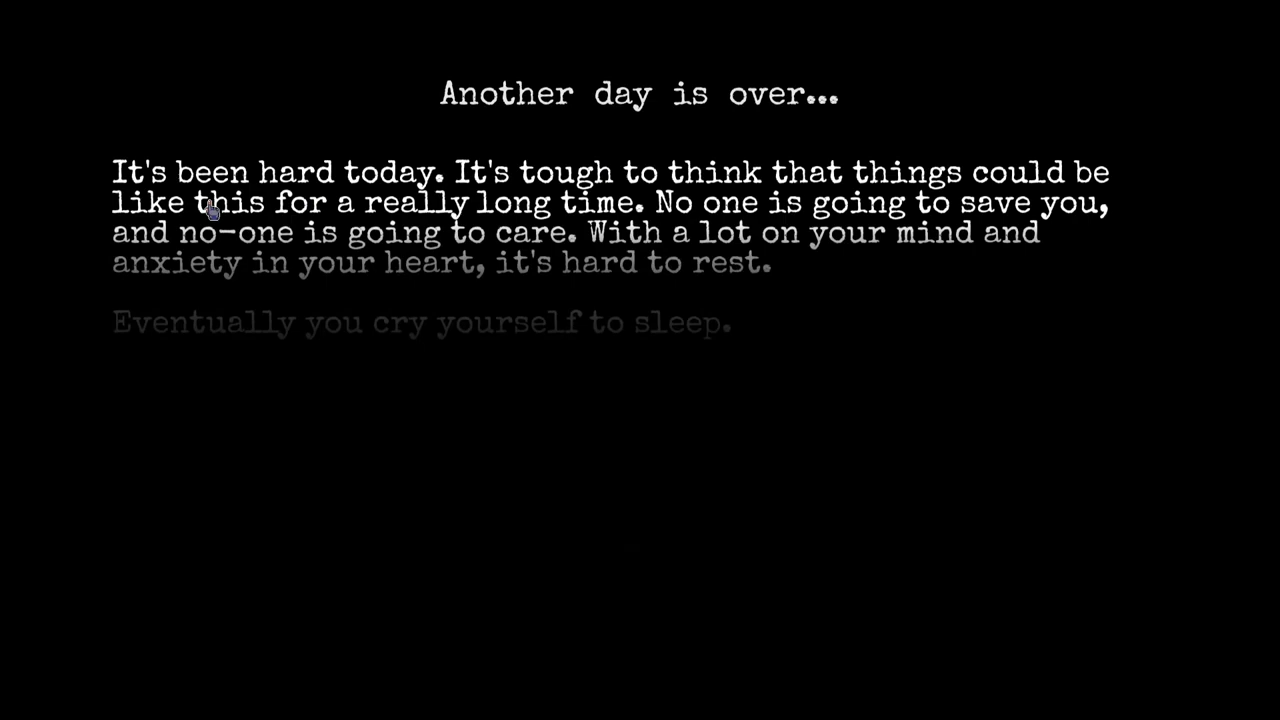 Another day is over...
It's been hard today. It's tough to think that things could be
like this for a really long time. No one is going to save you,
and no-one is going to care. With a lot on your mind and
anxiety in your heart, it's hard to rest.
Eventually you cry yourself to sleep.